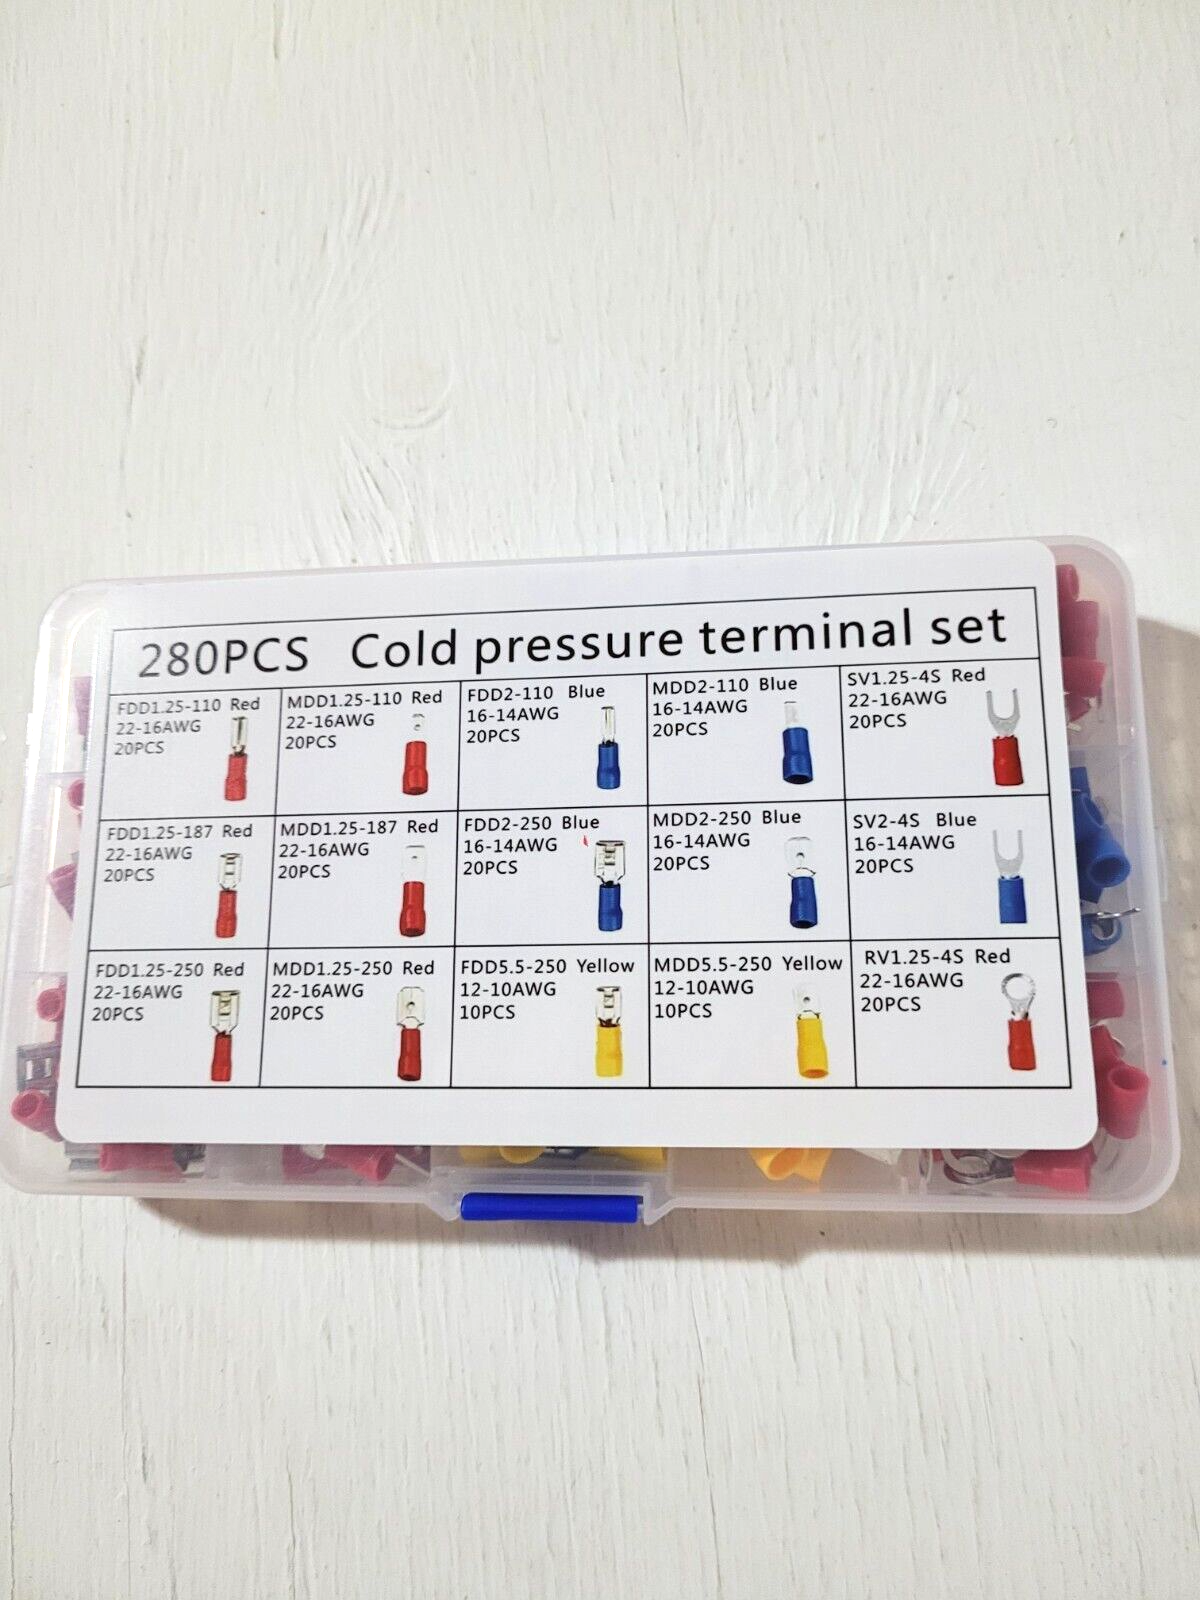 280PCS Cold pressure terminal set
FDD1.25-110 Red
22-16AWG
20PCS
MDD1.25-110 Red
22-16AWG
20PCS
FDD2-110 Blue
16-14AWG
20PCS
MDD2-110 Blue
16-14AWG
20PCS
SV1.25-4S Red
22-16AWG
20PCS
FDD1.25-187 Red
22-16AWG
20PCS
MDD1.25-187 Red
22-16AWG
20PCS
FDD2-250 Blue
16-14AWG
20PCS
MDD2-250 Blue
16-14AWG
20PCS
SV2-4S Blue
16-14AWG
20PCS
FDD1.25-250 Red
22-16AWG
20PCS
MDD1.25-250 Red
22-16AWG
20PCS
FDD5.5-250 Yellow
12-10AWG
10PCS
MDD5.5-250 Yellow
12-10AWG
10PCS
RV1.25-4S Red
22-16AWG
20PCS